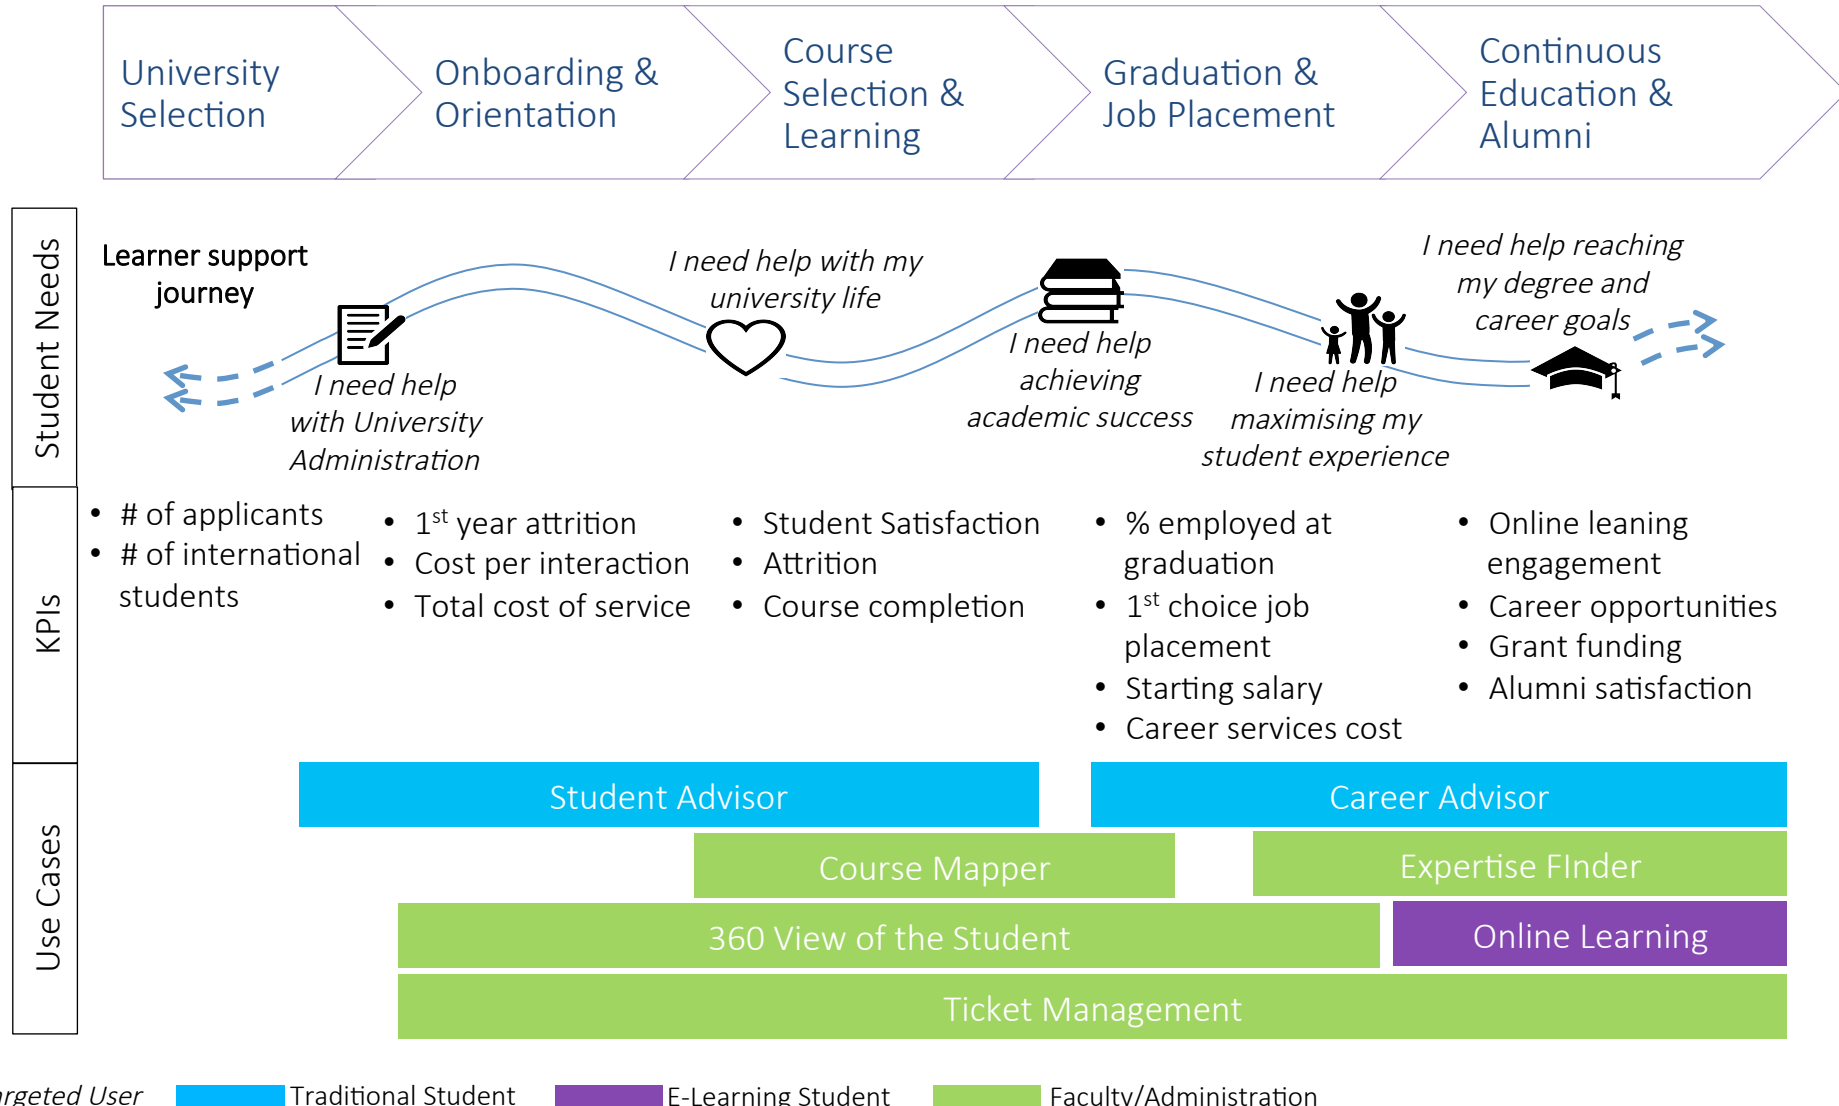 University
Selection
Onboarding &
Orientation
Course
Selection &
Learning
Graduation &
Job Placement
Continuous
Education &
Alumni
Student Needs
Learner support
journey
I need help
with University
Administration
I need help with my
university life
I need help
achieving
academic success
I need help
maximising my
student experience
I need help reaching
my degree and
career goals
KPIs
• # of applicants
• # of international
students
• 1st year attrition
• Cost per interaction
• Total cost of service
• Student Satisfaction
• Attrition
• Course completion
• % employed at
graduation
• 1st choice job
placement
• Starting salary
• Career services cost
• Online leaning
engagement
• Career opportunities
• Grant funding
• Alumni satisfaction
Use Cases
Student Advisor
Career Advisor
Course Mapper
Expertise FInder
360 View of the Student
Online Learning
Ticket Management
argeted User
Traditional Student
E-Learning Student
Faculty/Administration